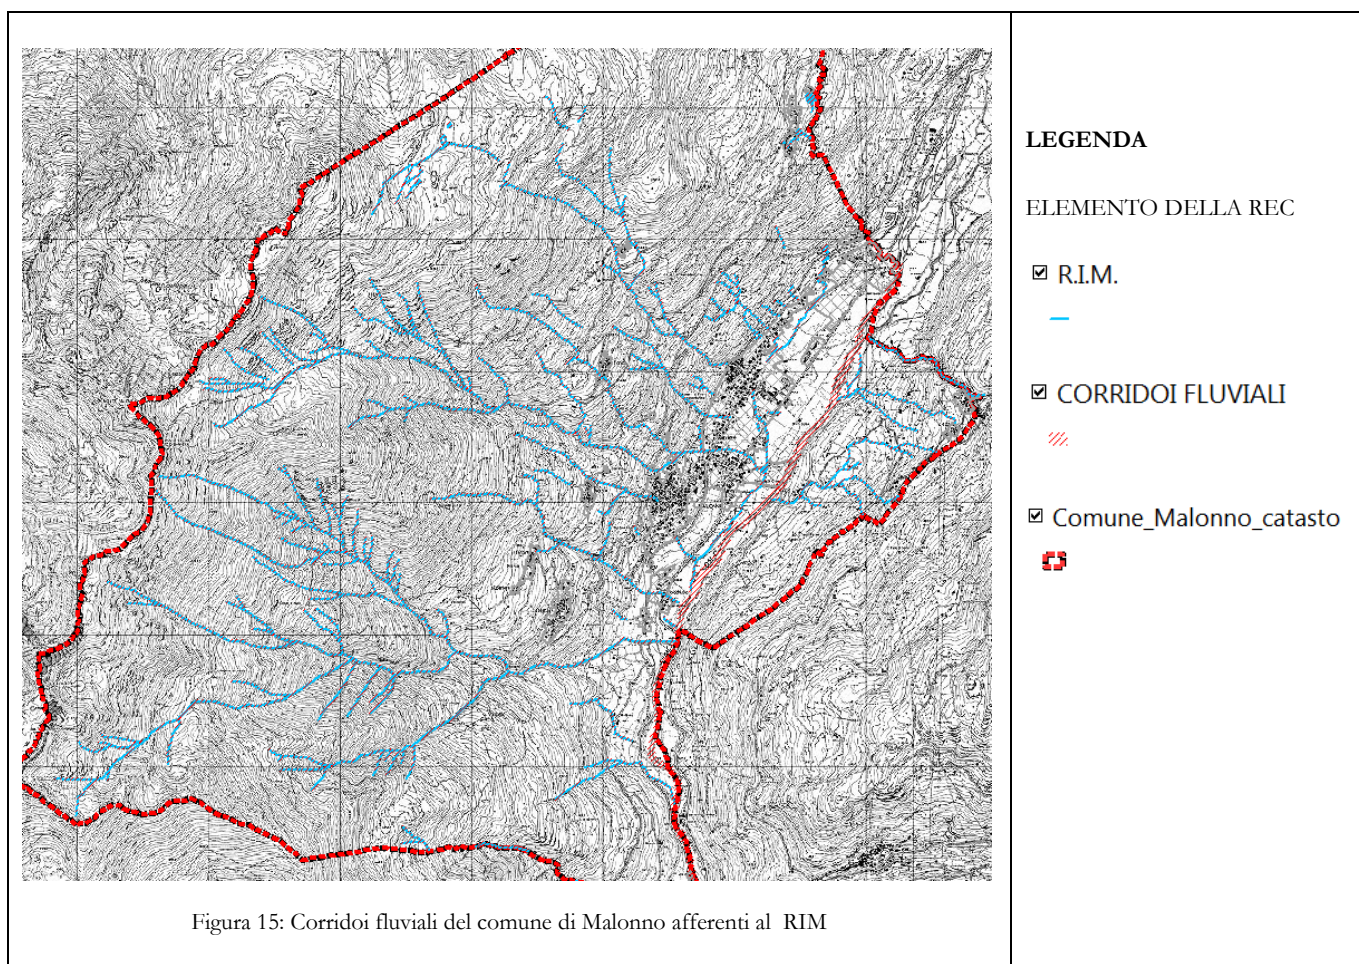 LEGENDA
ELEMENTO DELLA REC
R.I.M.
CORRIDOI FLUVIALI
Comune_Malonno_catasto
Figura 15: Corridoi fluviali del comune di Malonno afferenti al RIM